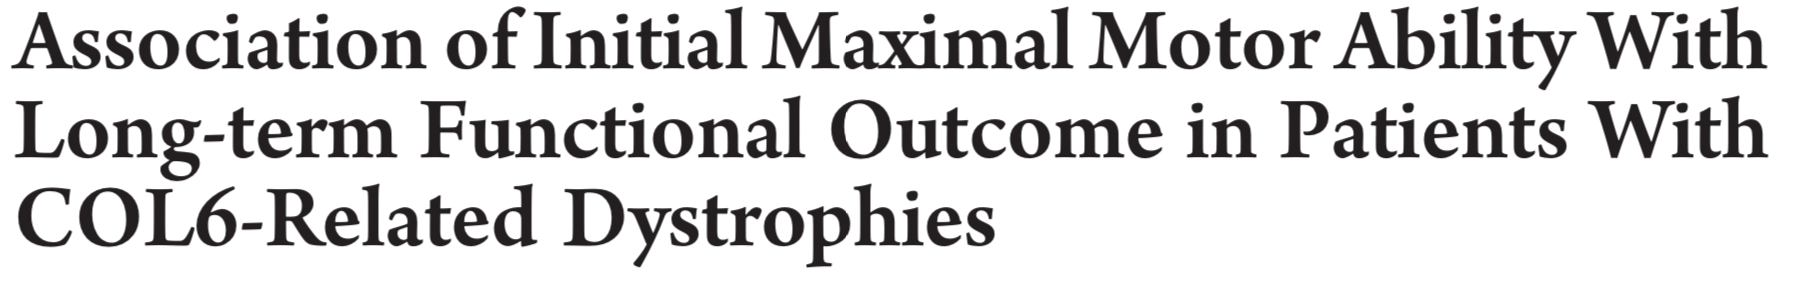 Association of Initial Maximal Motor Ability With
Long-term Functional Outcome in Patients With
COL6-Related Dystrophies